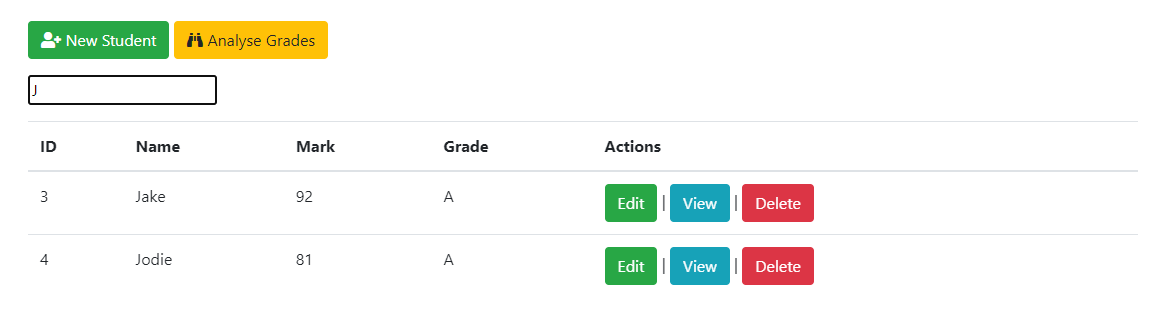 New Student Analyse Grades
J
ID Name Mark Grade Actions
3 Jake 92 A Edit | View | Delete
4 Jodie 81 A Edit | View | Delete